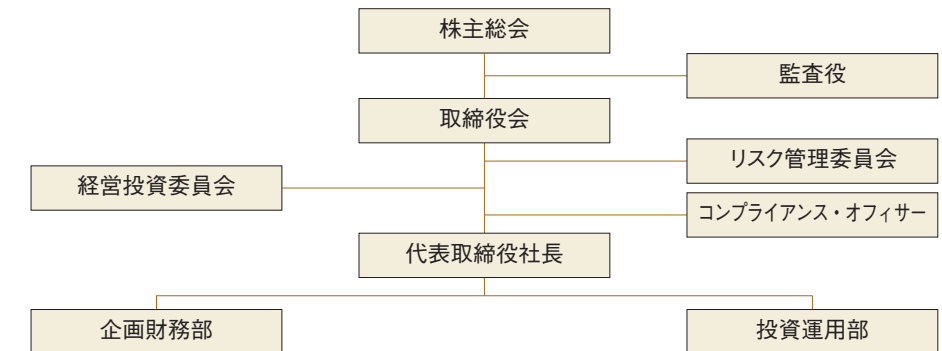 株主総会
監査役
取締役会
リスク管理委員会
経営投資委員会
コンプライアンス・オフィサー
代表取締役社長
企画財務部
投資運用部